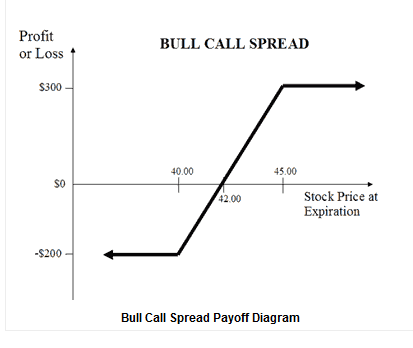 Profit
or Loss
BULL CALL SPREAD
$300
40.00
45.00
$0
42.00
Stock Price at
Expiration
-$200
Bull Call Spread Payoff Diagram